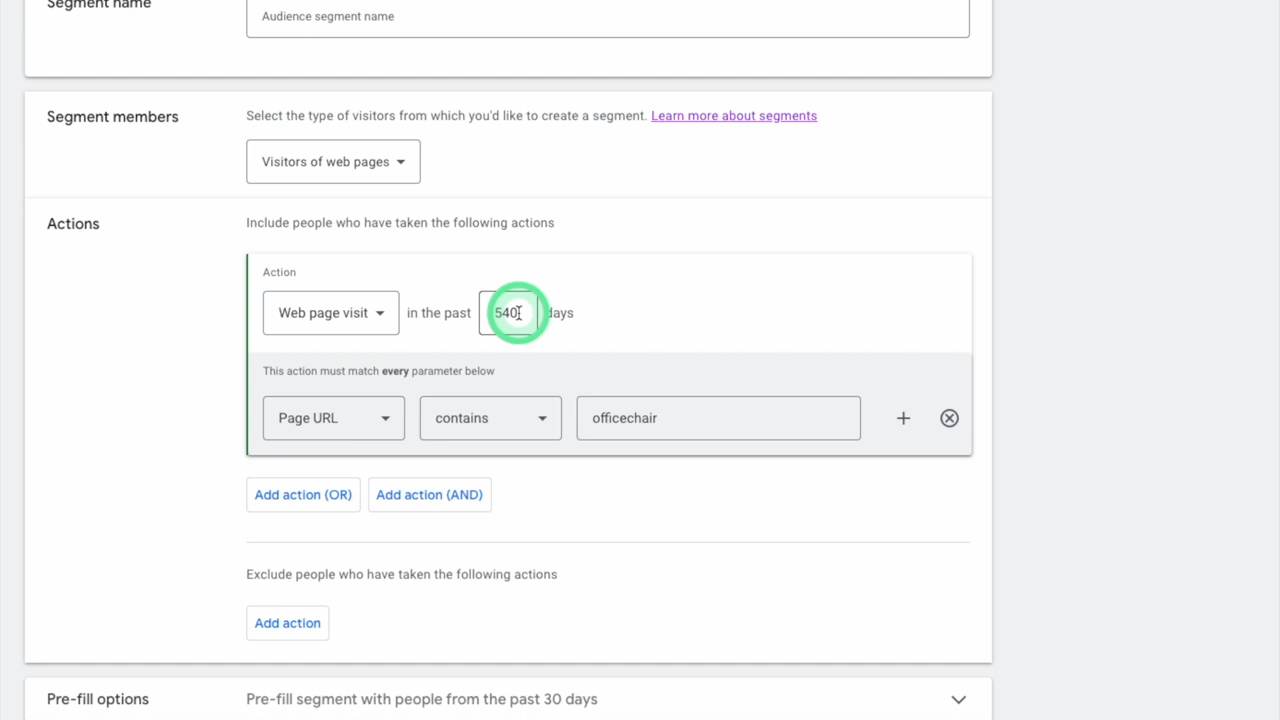 Segment name
Audience segment name
Segment members
Select the type of visitors from which you'd like to create a segment. Learn more about segments
Visitors of web pages
Actions
Include people who have taken the following actions
Action
Web page visit in the past 540 days
This action must match every parameter below
Page URL contains officechair
Add action (OR) Add action (AND)
Exclude people who have taken the following actions
Add action
Pre-fill options Pre-fill segment with people from the past 30 days